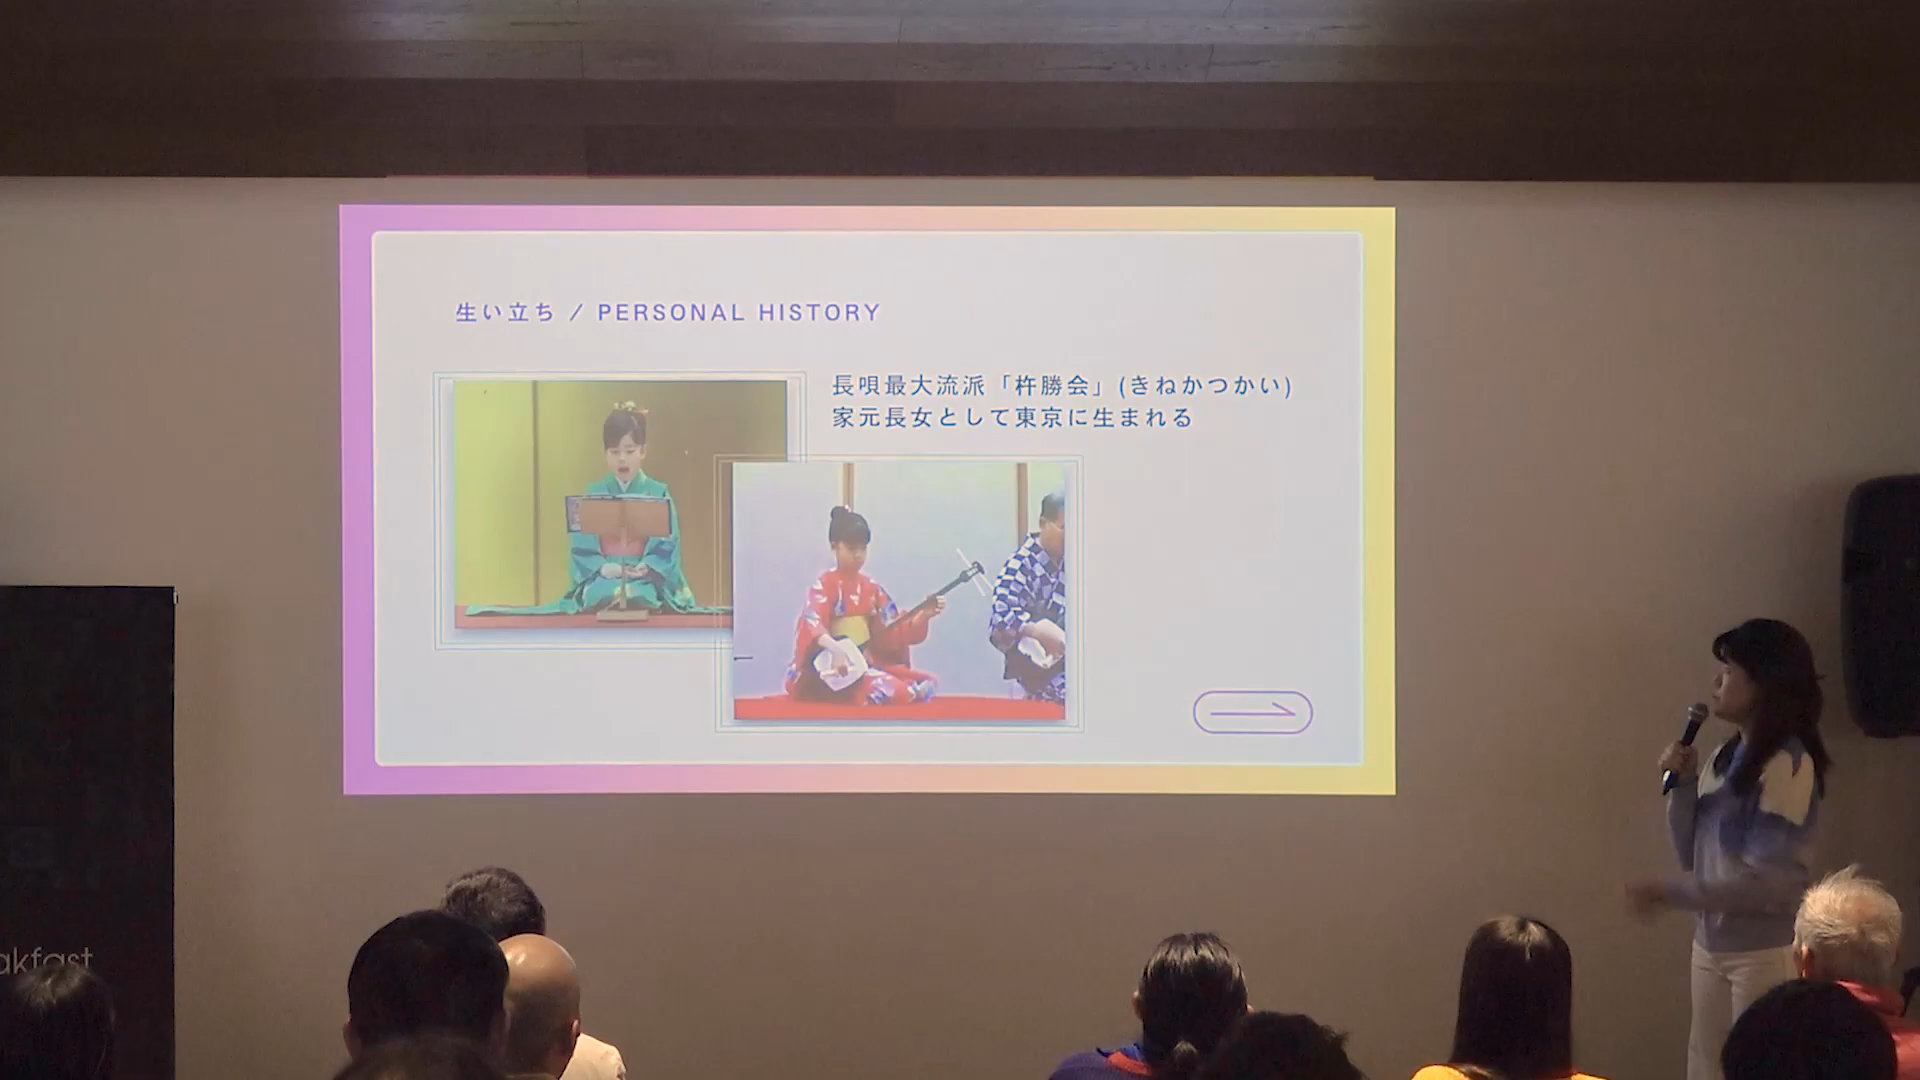 生い立ち / PERSONAL HISTORY
長唄最大流派「杵勝会」(きねかつかい)
家元長女として東京に生まれる
akfast